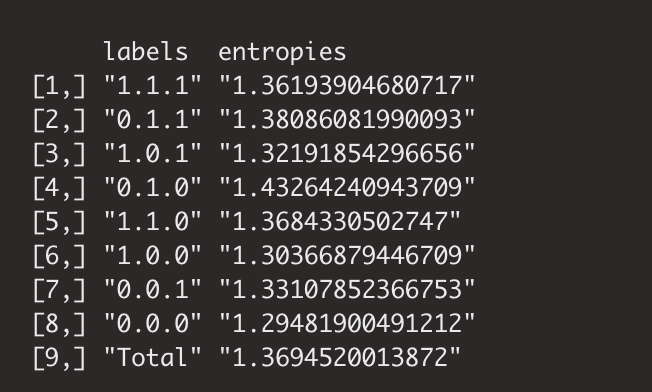 labels entropies
[1,] "1.1.1" "1.36193904680717"
[2,] "0.1.1" "1.38086081990093"
[3,] "1.0.1" "1.32191854296656"
[4,] "0.1.0" "1.43264240943709"
[5,] "1.1.0" "1.3684330502747"
[6,] "1.0.0" "1.30366879446709"
[7,] "0.0.1" "1.33107852366753"
[8,] "0.0.0" "1.29481900491212"
[9,] "Total" "1.3694520013872"